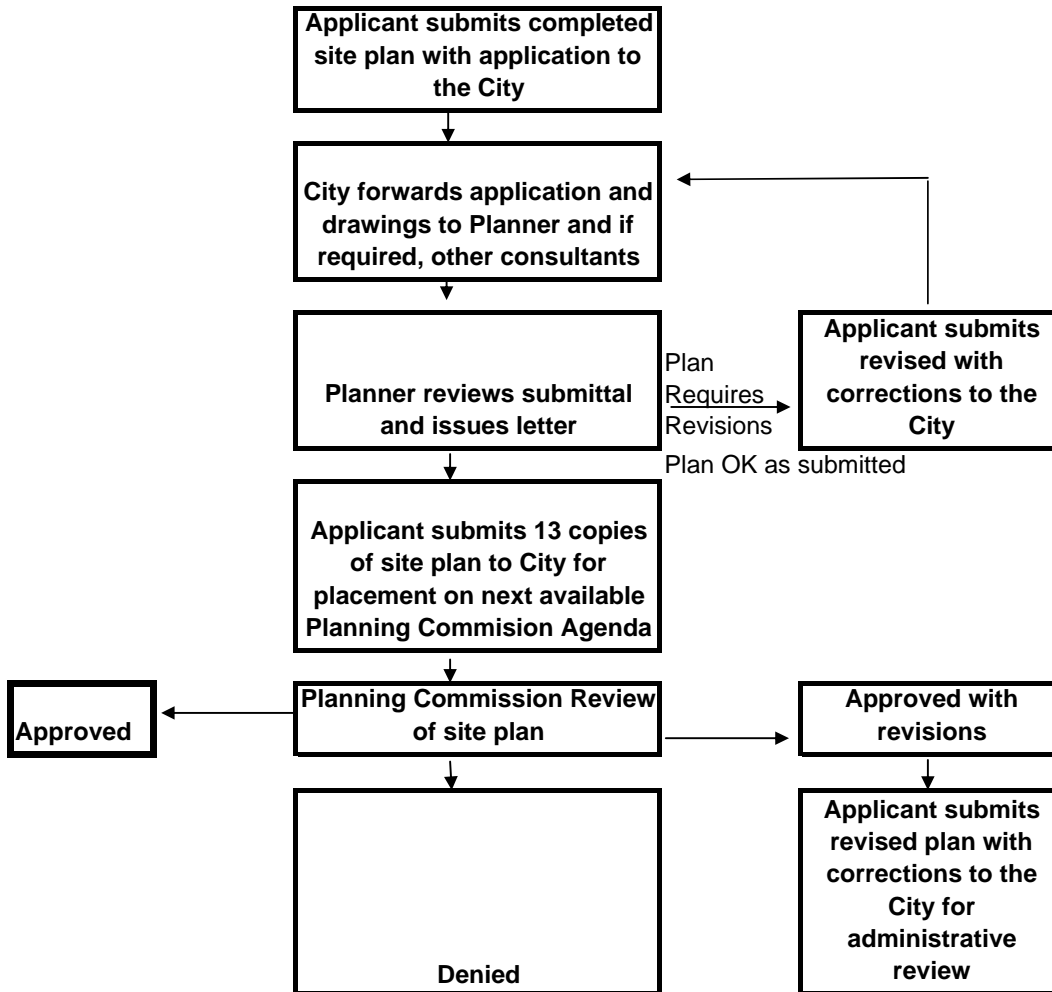 Applicant submits completed
site plan with application to
the City
City forwards application and
drawings to Planner and if
required, other consultants
Planner reviews submittal
and issues letter
Plan
Requires
Revisions
Applicant submits
revised with
corrections to the
City
Plan OK as submitted
Applicant submits 13 copies
of site plan to City for
placement on next available
Planning Commision Agenda
Approved
Planning Commission Review
of site plan
Approved with
revisions
Denied
Applicant submits
revised plan with
corrections to the
City for
administrative
review